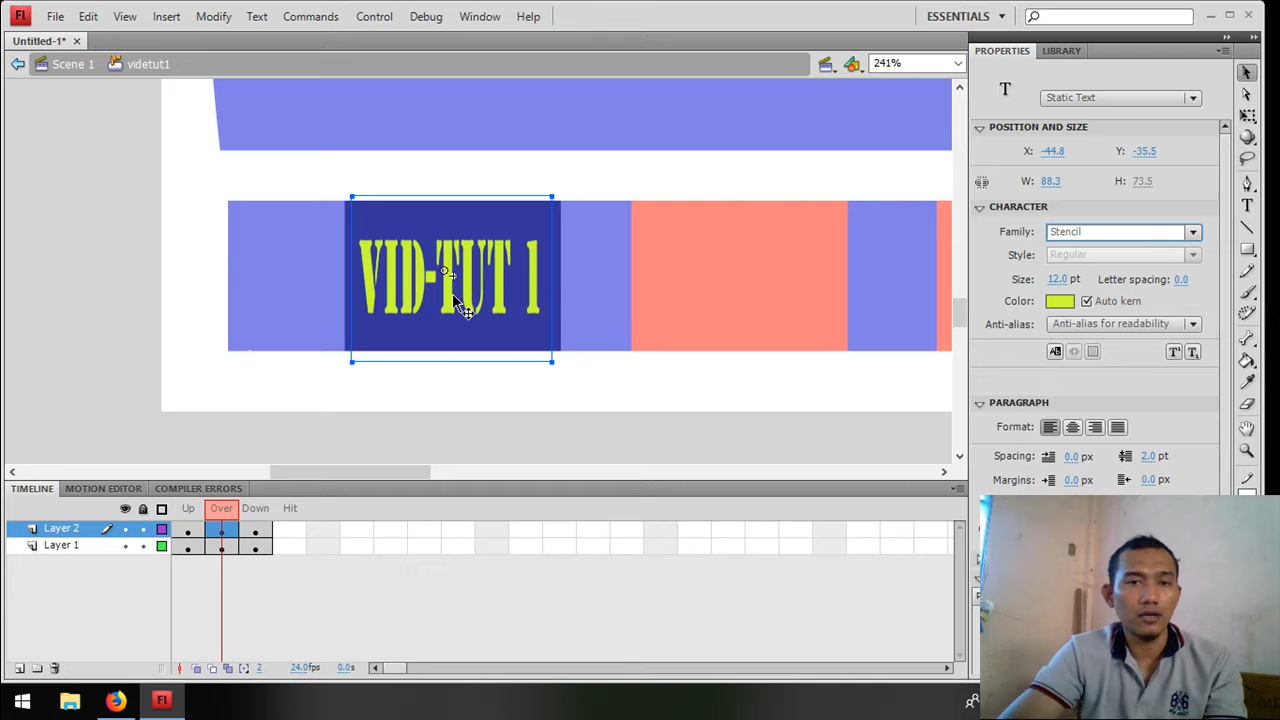 Fl File Edit View Insert Modify Text Commands Control Debug Window Help ESSENTIALS
Untitled-1*
Scene 1 videtut1 241%
PROPERTIES LIBRARY
T Static Text
POSITION AND SIZE
X: -44.8 Y: -35.5
W: 88.3 H: 73.5
CHARACTER
Family: Stencil
Style: Regular
Size: 12.0 pt Letter spacing: 0.0
Color: Auto kern
Anti-alias: Anti-alias for readability
PARAGRAPH
Format:
Spacing: 0.0 px 2.0 pt
Margins: 0.0 px 0.0 px
VID-TUT 1
TIMELINE MOTION EDITOR COMPILER ERRORS
Up Over Down Hit
Layer 2
Layer 1
2 24.0fps 0.0s
Fl